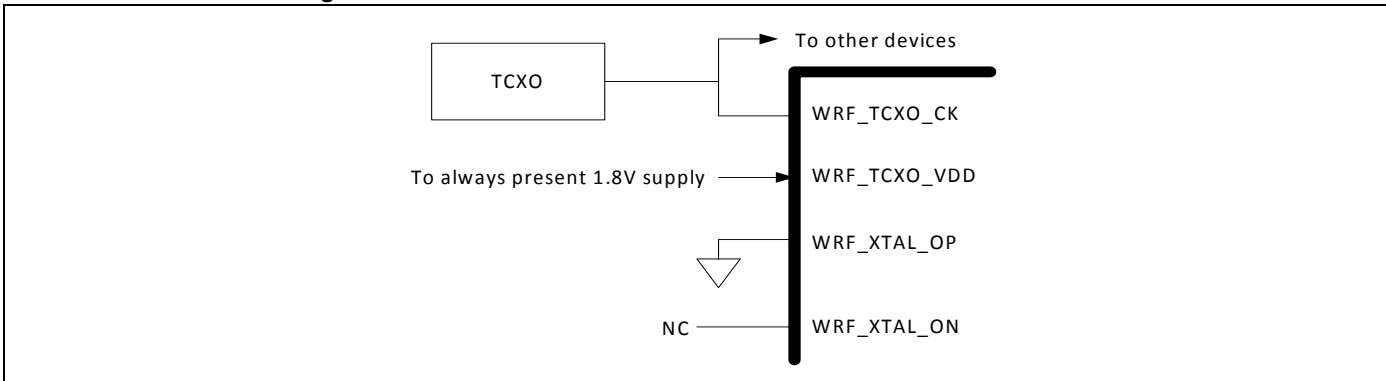 To other devices
TCXO
WRF_TCXO_CK
To always present 1.8V supply
WRF_TCXO_VDD
WRF_XTAL_OP
NC
WRF_XTAL_ON